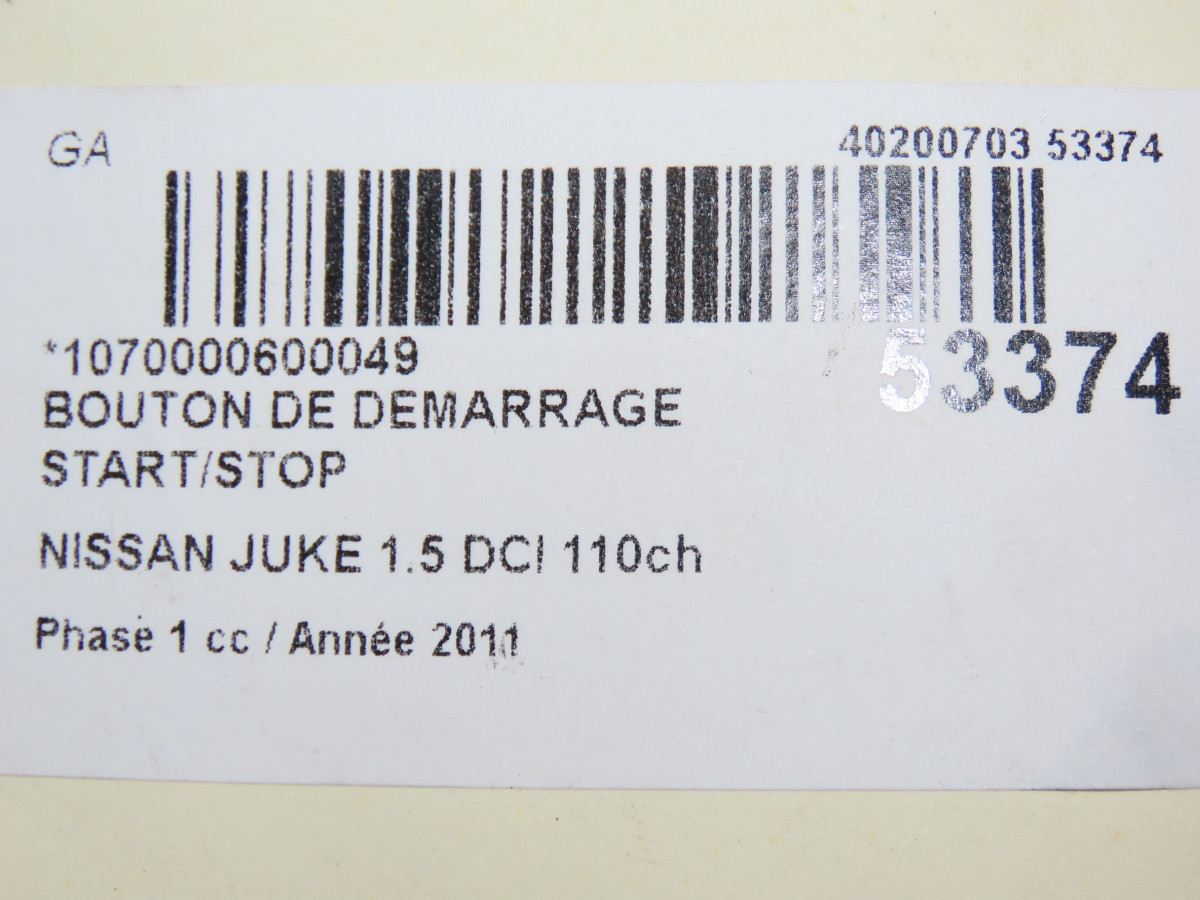 GA
40200703 53374
*1070000600049
53374
BOUTON DE DEMARRAGE
START/STOP
NISSAN JUKE 1.5 DCI 110ch
Phase 1 cc / Année 2011